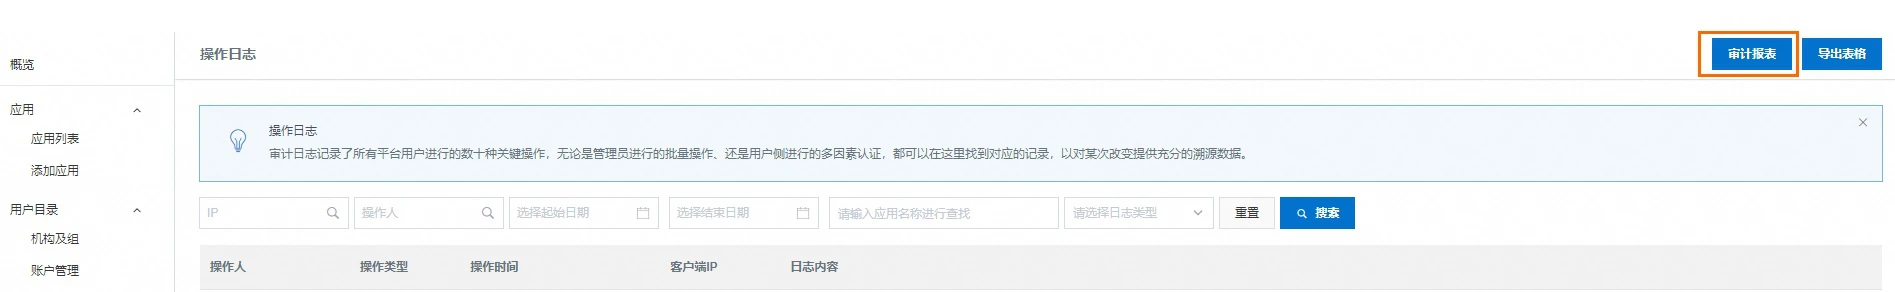 操作日志
审计报表
导出表格
概览
应用
应用列表
添加应用
用户目录
机构及组
账户管理
操作日志
审计日志记录了所有平台用户进行的数十种关键操作，无论是管理员进行的批量操作、还是用户侧进行的多因素认证，都可以在这里找到对应的记录，以对某次改变提供充分的溯源数据。
IP
操作人
选择起始日期
选择结束日期
请输入应用名称进行查找
请选择日志类型
重置
搜索
操作人
操作类型
操作时间
客户端IP
日志内容